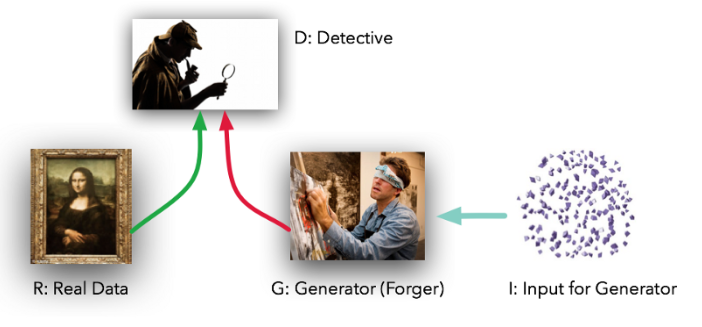 D: Detective
R: Real Data
G: Generator (Forger)
I: Input for Generator